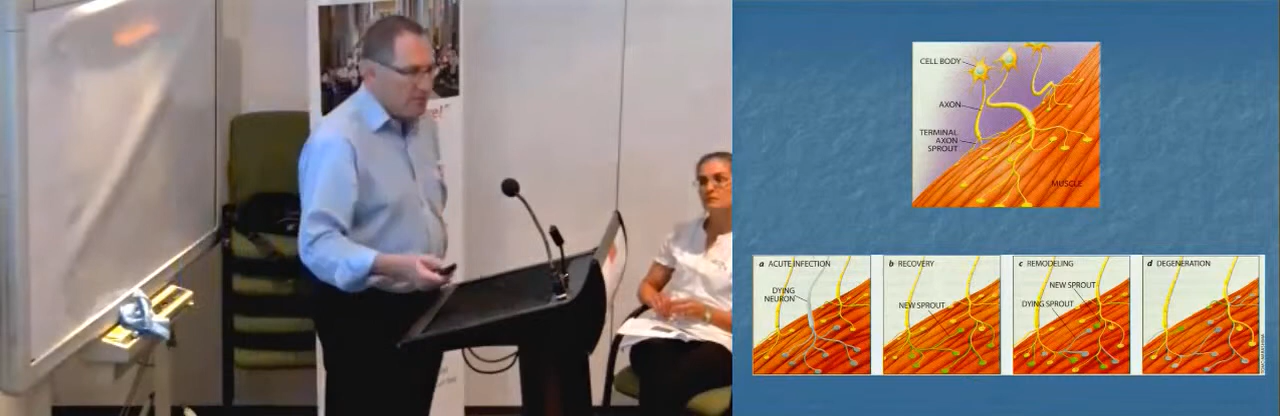 CELL BODY
AXON
TERMINAL
AXON
SPROUT
MUSCLE
a ACUTE INFECTION
DYING
NEURON
b RECOVERY
NEW SPROUT
c REMODELING
NEW SPROUT
DYING SPROUT
d DEGENERATION